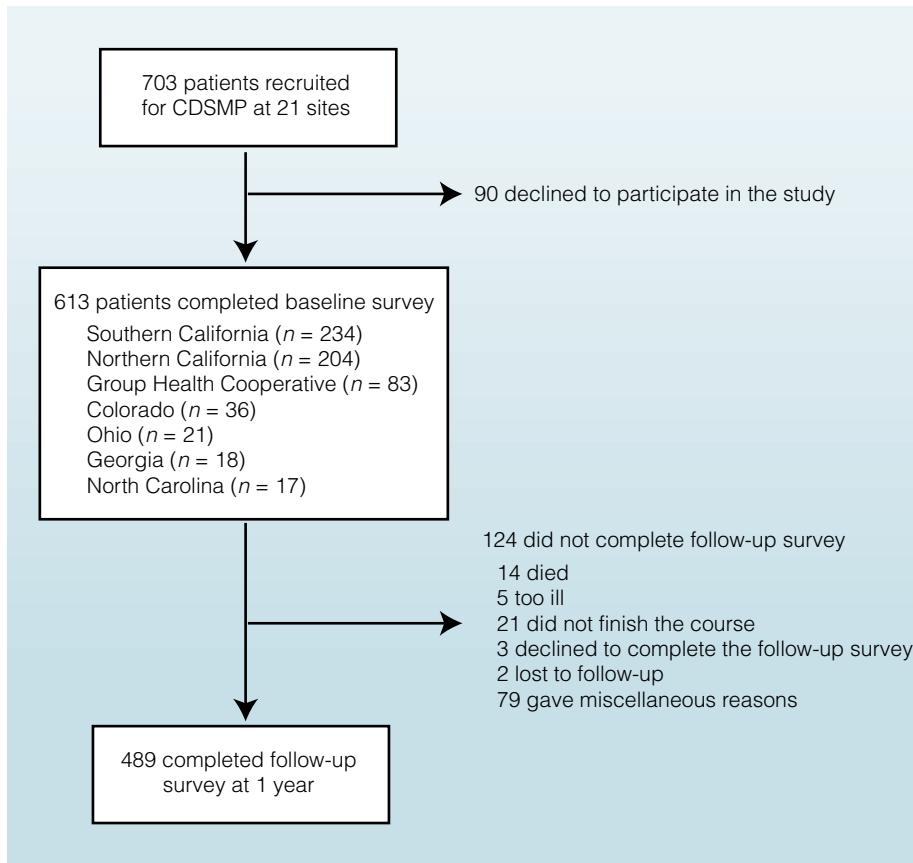 703 patients recruited
for CDSMP at 21 sites
90 declined to participate in the study
613 patients completed baseline survey
Southern California (n = 234)
Northern California (n = 204)
Group Health Cooperative (n = 83)
Colorado (n = 36)
Ohio (n = 21)
Georgia (n = 18)
North Carolina (n = 17)
124 did not complete follow-up survey
14 died
5 too ill
21 did not finish the course
3 declined to complete the follow-up survey
2 lost to follow-up
79 gave miscellaneous reasons
489 completed follow-up
survey at 1 year